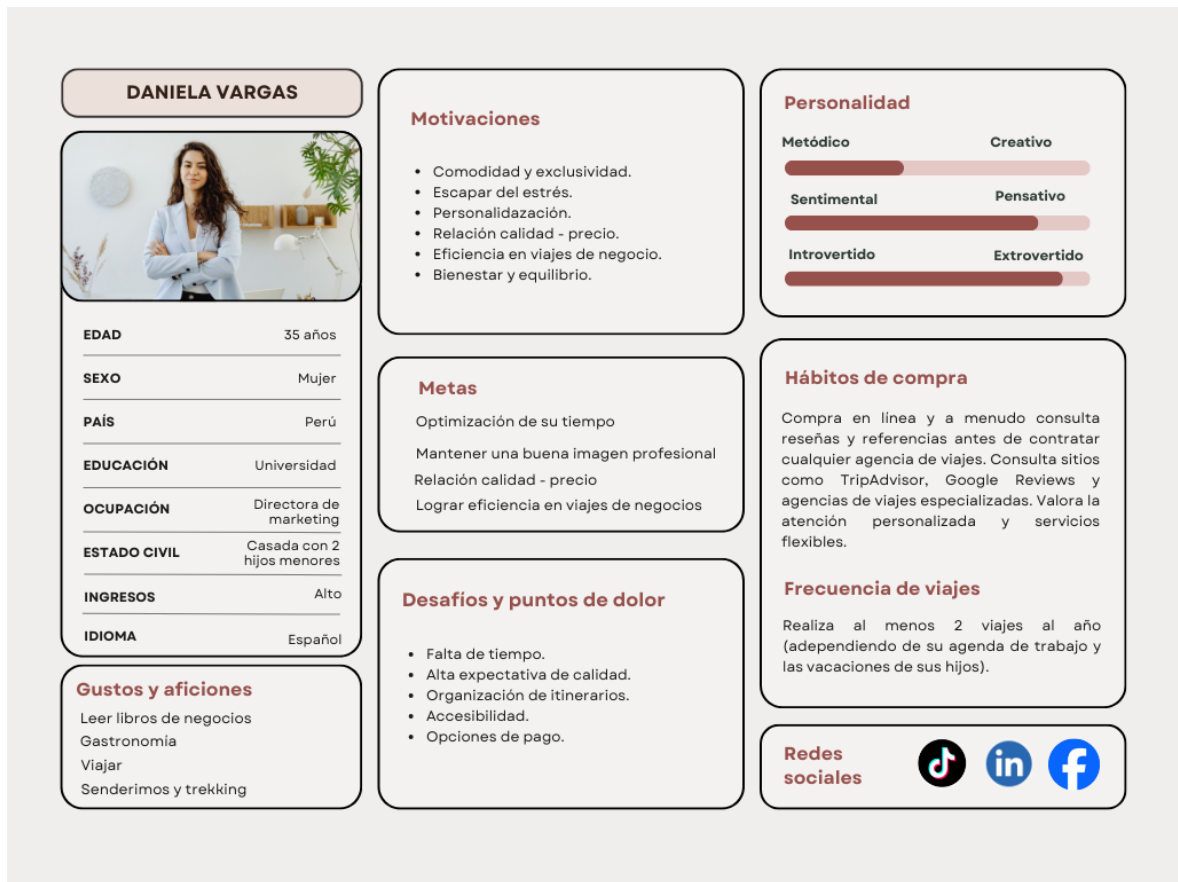 DANIELA VARGAS
EDAD 35 años
SEXO Mujer
PAÍS Perú
EDUCACIÓN Universidad
OCUPACIÓN Directora de
marketing
ESTADO CIVIL Casada con 2
hijos menores
INGRESOS Alto
IDIOMA Español
Gustos y aficiones
Leer libros de negocios
Gastronomía
Viajar
Senderimos y trekking
Motivaciones
• Comodidad y exclusividad.
• Escapar del estrés.
• Personalidazación.
• Relación calidad - precio.
• Eficiencia en viajes de negocio.
• Bienestar y equilibrio.
Metas
Optimización de su tiempo
Mantener una buena imagen profesional
Relación calidad - precio
Lograr eficiencia en viajes de negocios
Desafíos y puntos de dolor
• Falta de tiempo.
• Alta expectativa de calidad.
• Organización de itinerarios.
• Accesibilidad.
• Opciones de pago.
Personalidad
Metódico Creativo
Sentimental Pensativo
Introvertido Extrovertido
Hábitos de compra
Compra en línea y a menudo consulta
reseñas y referencias antes de contratar
cualquier agencia de viajes. Consulta sitios
como TripAdvisor, Google Reviews y
agencias de viajes especializadas. Valora la
atención personalizada y servicios
flexibles.
Frecuencia de viajes
Realiza al menos 2 viajes al año
(adependiendo de su agenda de trabajo y
las vacaciones de sus hijos).
Redes
sociales
in